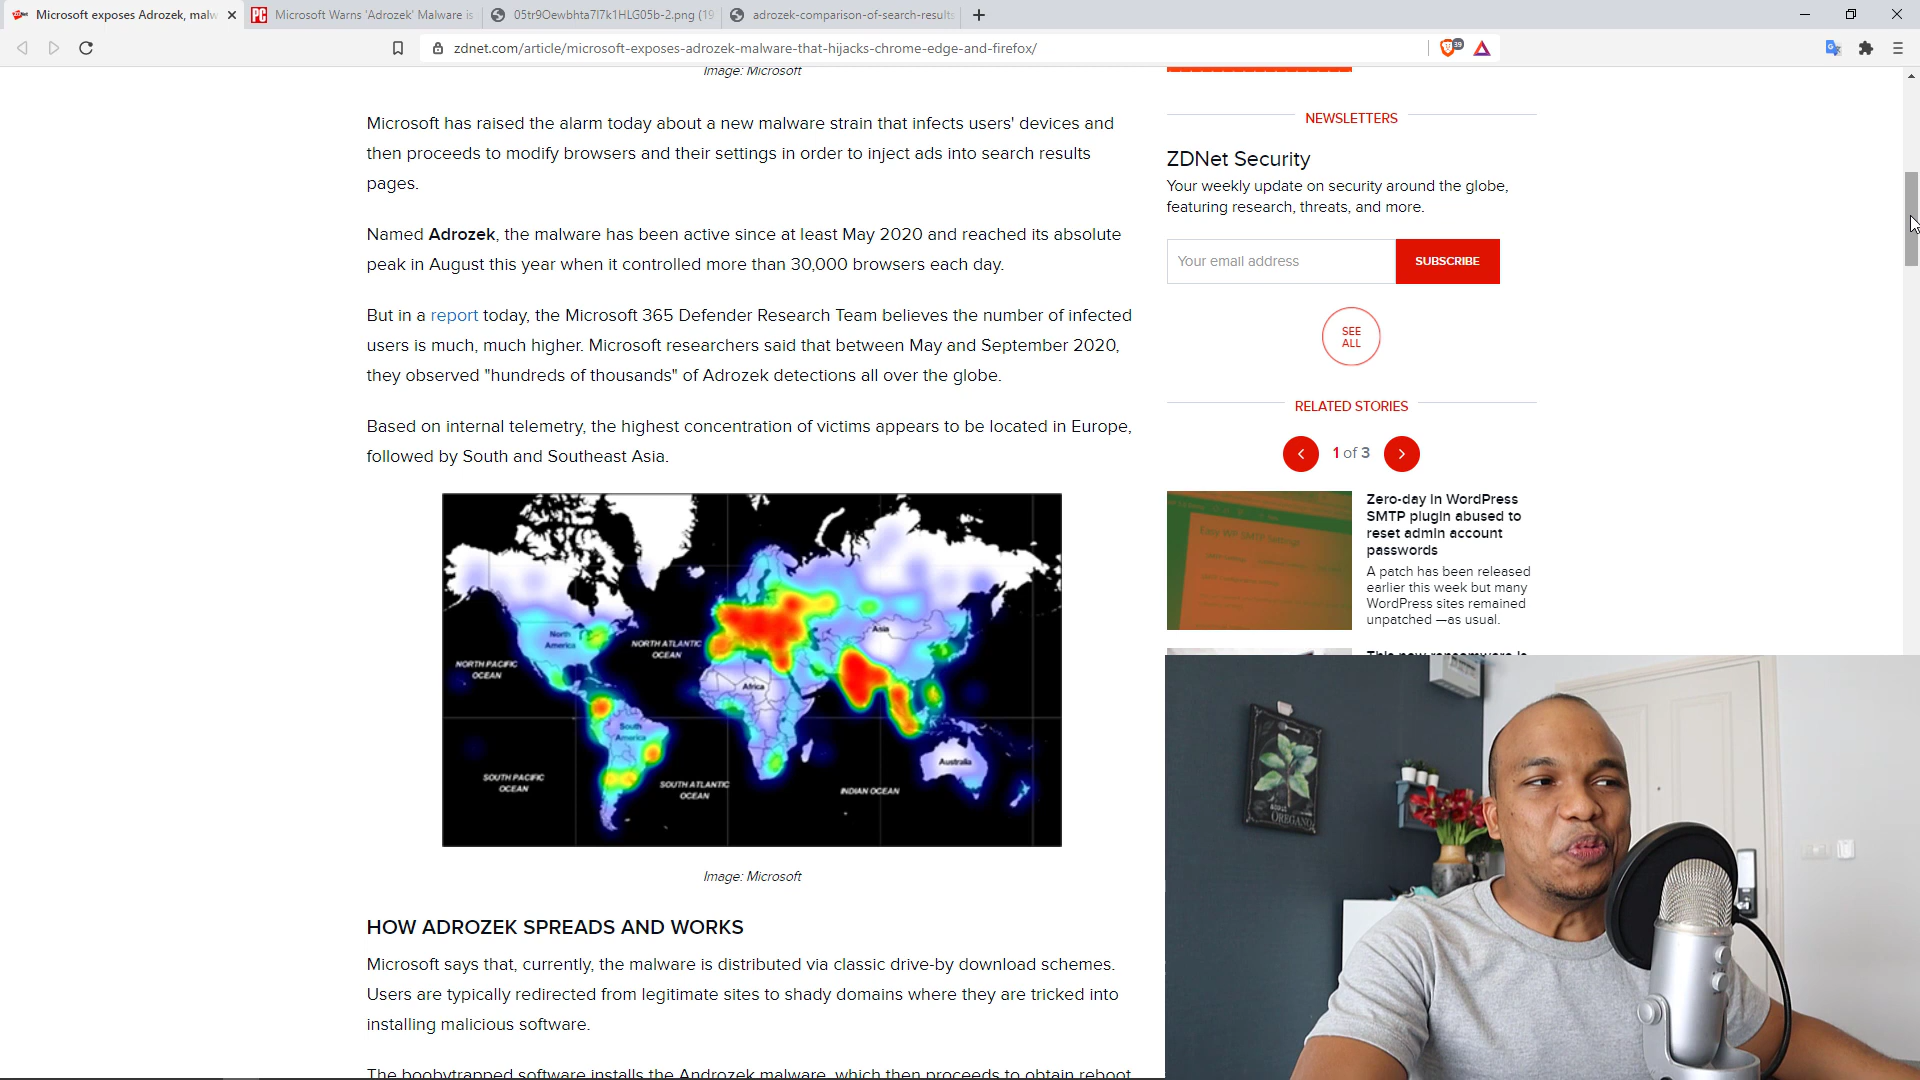 Microsoft exposes Adrozek, malw
Microsoft Warns 'Adrozek' Malware is
05tr9Oewbhta7I7k1HLG05b-2.png (19
adrozek-comparison-of-search-results
zdnet.com/article/microsoft-exposes-adrozek-malware-that-hijacks-chrome-edge-and-firefox/
39
Image: Microsoft
Microsoft has raised the alarm today about a new malware strain that infects users' devices and
then proceeds to modify browsers and their settings in order to inject ads into search results
pages.
Named Adrozek, the malware has been active since at least May 2020 and reached its absolute
peak in August this year when it controlled more than 30,000 browsers each day.
But in a report today, the Microsoft 365 Defender Research Team believes the number of infected
users is much, much higher. Microsoft researchers said that between May and September 2020,
they observed "hundreds of thousands" of Adrozek detections all over the globe.
Based on internal telemetry, the highest concentration of victims appears to be located in Europe,
followed by South and Southeast Asia.
North
America
NORTH PACIFIC
OCEAN
NORTH ATLANTIC
OCEAN
Asia
Africa
South
America
Australia
SOUTH PACIFIC
OCEAN
SOUTH ATLANTIC
OCEAN
INDIAN OCEAN
Image: Microsoft
HOW ADROZEK SPREADS AND WORKS
Microsoft says that, currently, the malware is distributed via classic drive-by download schemes.
Users are typically redirected from legitimate sites to shady domains where they are tricked into
installing malicious software.
The boobytrapped software installs the Androzek malware, which then proceeds to obtain reboot
NEWSLETTERS
ZDNet Security
Your weekly update on security around the globe,
featuring research, threats, and more.
Your email address
SUBSCRIBE
SEE
ALL
RELATED STORIES
1 of 3
Zero-day in WordPress
SMTP plugin abused to
reset admin account
passwords
A patch has been released
earlier this week but many
WordPress sites remained
unpatched —as usual.
This new ransomware is
OREGANO